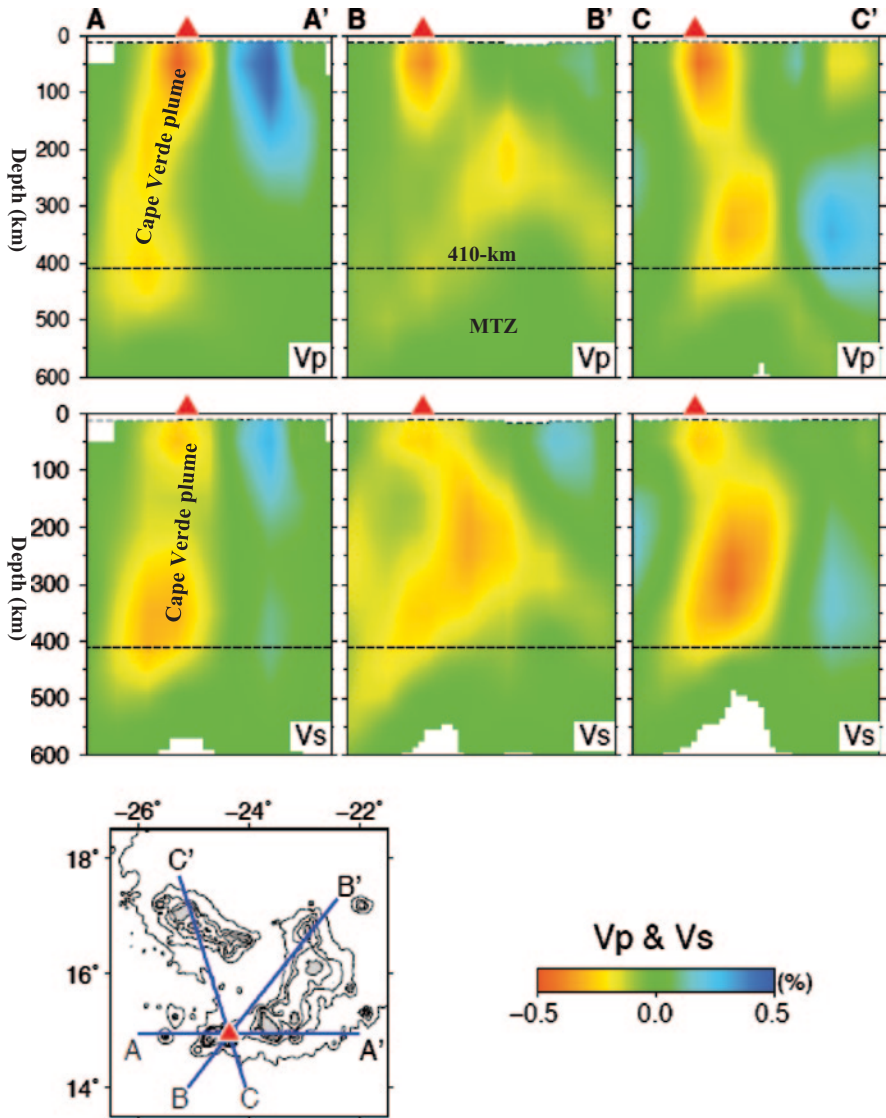 A A' B B' C C'
0
100
200
300
400
500
600
Depth (km)
Cape Verde plume
410-km
MTZ
Vp Vp Vp
0
100
200
300
400
500
600
Depth (km)
Cape Verde plume
Vs Vs Vs
−26° −24° −22°
18°
16°
14°
C'
B'
A A'
B C
Vp & Vs
(%)
−0.5 0.0 0.5